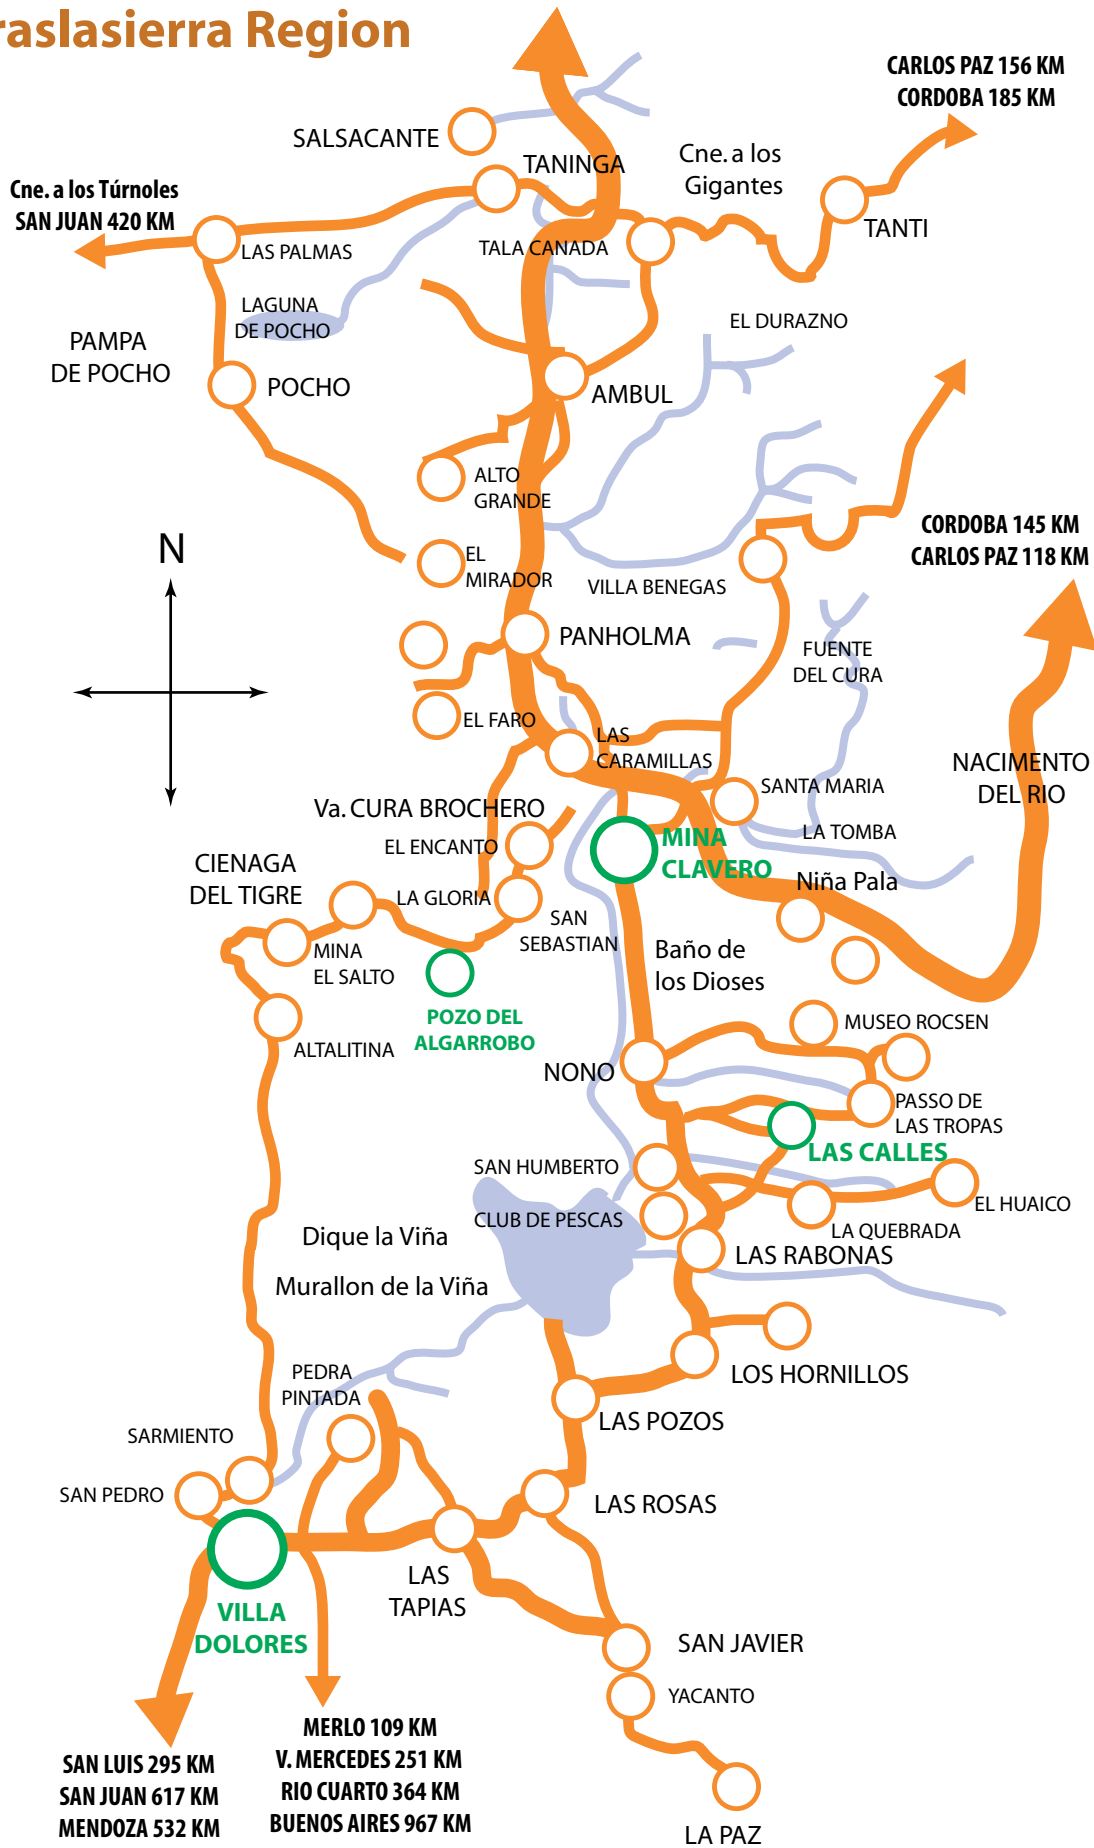 raslasierra Region
CARLOS PAZ 156 KM
CORDOBA 185 KM
SALSACANTE
TANINGA
Cne. a los
Gigantes
Cne. a los Túrnoles
SAN JUAN 420 KM
TANTI
LAS PALMAS
TALA CANADA
LAGUNA
DE POCHO
EL DURAZNO
PAMPA
DE POCHO
POCHO
AMBUL
ALTO
GRANDE
CORDOBA 145 KM
CARLOS PAZ 118 KM
N
EL
MIRADOR
VILLA BENEGAS
PANHOLMA
FUENTE
DEL CURA
EL FARO
LAS
CARAMILLAS
NACIMENTO
DEL RIO
SANTA MARIA
Va. CURA BROCHERO
LA TOMBA
EL ENCANTO
MINA
CLAVERO
CIENAGA
DEL TIGRE
Niña Pala
LA GLORIA
SAN
SEBASTIAN
MINA
EL SALTO
Baño de
los Dioses
POZO DEL
ALGARROBO
MUSEO ROCSEN
ALTALITINA
NONO
PASSO DE
LAS TROPAS
LAS CALLES
SAN HUMBERTO
EL HUAICO
CLUB DE PESCAS
LA QUEBRADA
Dique la Viña
LAS RABONAS
Murallon de la Viña
PEDRA
PINTADA
LOS HORNILLOS
LAS POZOS
SARMIENTO
SAN PEDRO
LAS ROSAS
LAS
TAPIAS
VILLA
DOLORES
SAN JAVIER
YACANTO
MERLO 109 KM
V. MERCEDES 251 KM
RIO CUARTO 364 KM
BUENOS AIRES 967 KM
SAN LUIS 295 KM
SAN JUAN 617 KM
MENDOZA 532 KM
LA PAZ